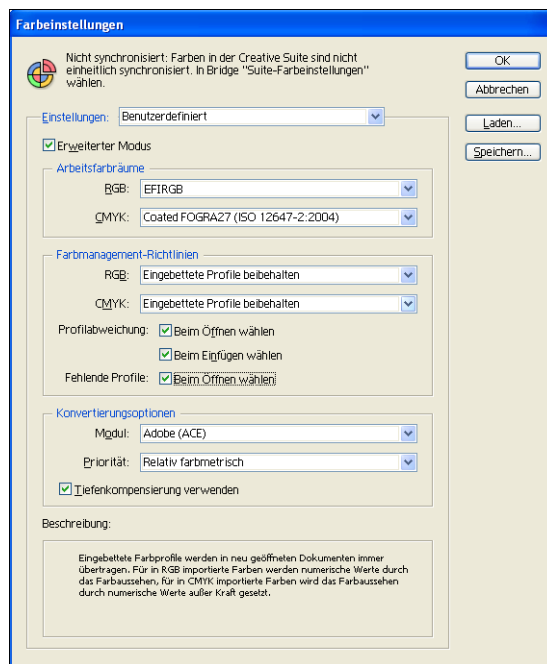 Farbeinstellungen
Nicht synchronisiert: Farben in der Creative Suite sind nicht
einheitlich synchronisiert. In Bridge "Suite-Farbeinstellungen"
wählen.
OK
Abbrechen
Laden...
Speichern...
Einstellungen: Benutzerdefiniert
Erweiterter Modus
Arbeitsfarbräume
RGB: EFIRGB
CMYK: Coated FOGRA27 (ISO 12647-2:2004)
Farbmanagement-Richtlinien
RGB: Eingebettete Profile beibehalten
CMYK: Eingebettete Profile beibehalten
Profilabweichung: Beim Öffnen wählen
Beim Einfügen wählen
Fehlende Profile: Beim Öffnen wählen
Konvertierungsoptionen
Modul: Adobe (ACE)
Priorität: Relativ farbmetrisch
Tiefenkompensierung verwenden
Beschreibung:
Eingebettete Farbprofile werden in neu geöffneten Dokumenten immer
übertragen. Für in RGB importierte Farben werden numerische Werte durch
das Farbaussehen, für in CMYK importierte Farben wird das Farbaussehen
durch numerische Werte außer Kraft gesetzt.